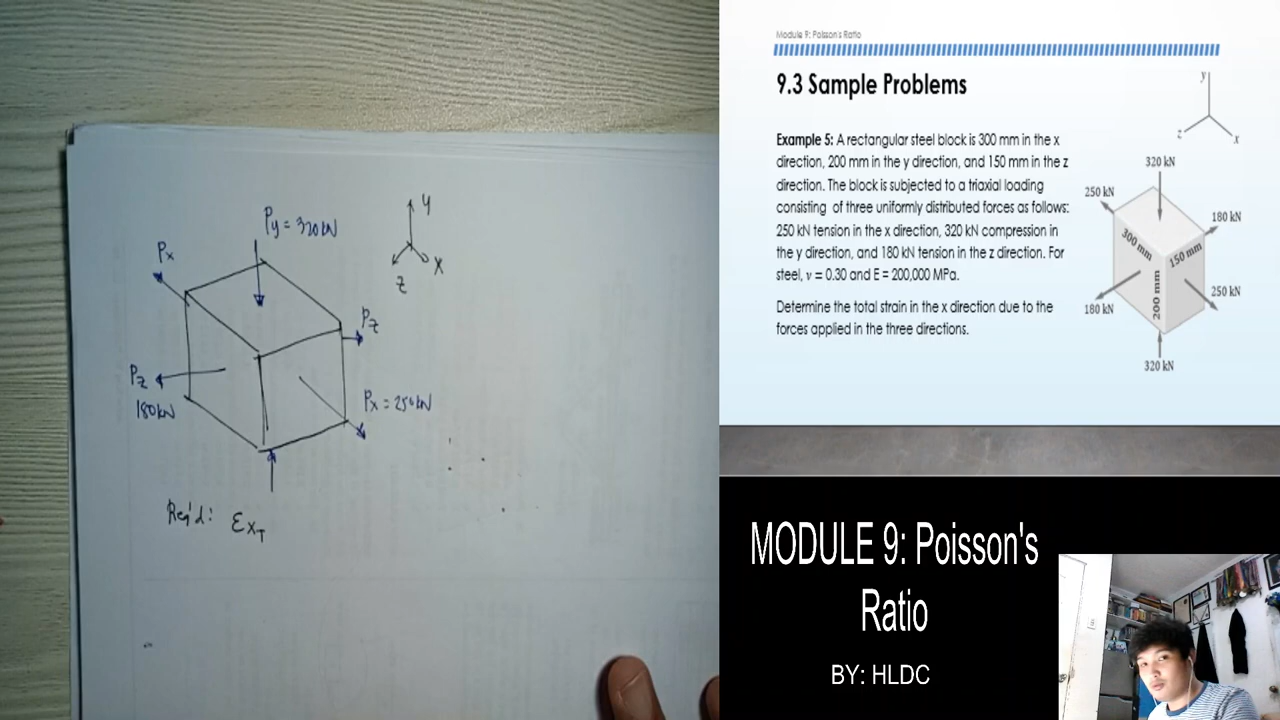 Py = 320 kN
Px
y
x
z
Pz
Pz
180 kN
Px = 250 kN
Req'd: εxT
Module 9: Poisson's Ratio
9.3 Sample Problems
Example 5: A rectangular steel block is 300 mm in the x
direction, 200 mm in the y direction, and 150 mm in the z
direction. The block is subjected to a triaxial loading
consisting of three uniformly distributed forces as follows:
250 kN tension in the x direction, 320 kN compression in
the y direction, and 180 kN tension in the z direction. For
steel, ν = 0.30 and E = 200,000 MPa.
Determine the total strain in the x direction due to the
forces applied in the three directions.
y
z
x
320 kN
250 kN
180 kN
300 mm
150 mm
200 mm
250 kN
180 kN
320 kN
MODULE 9: Poisson's
Ratio
BY: HLDC